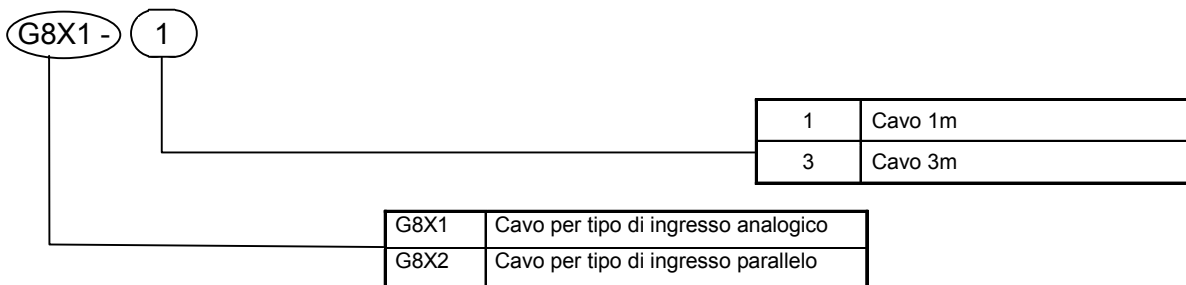 G8X1 - 1
1 Cavo 1m
3 Cavo 3m
G8X1 Cavo per tipo di ingresso analogico
G8X2 Cavo per tipo di ingresso parallelo